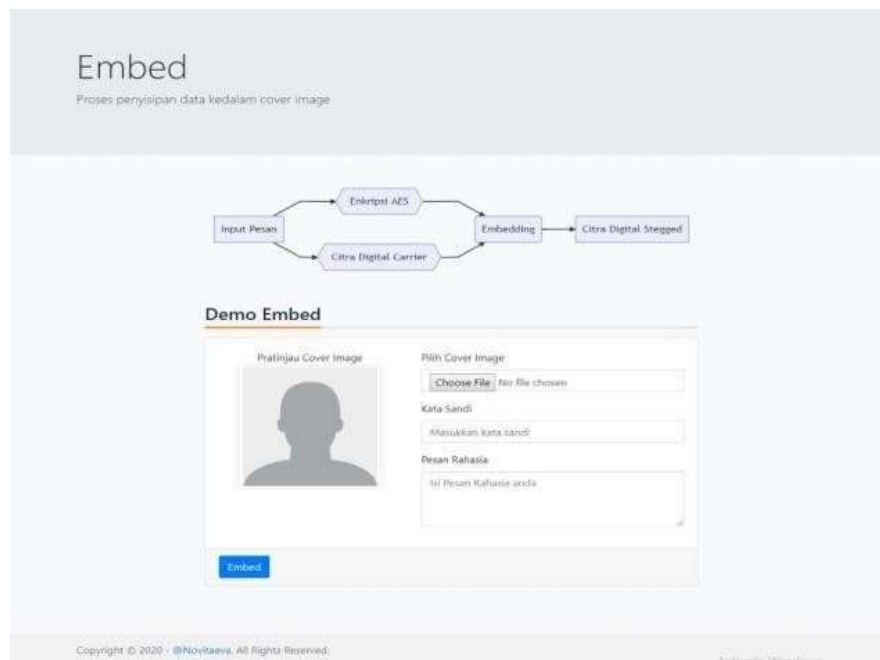 Embed
Proses penyisipan data kedalam cover image
Enkripsi AES
Input Pesan
Embedding
Citra Digital Stegged
Citra Digital Carrier
Demo Embed
Pratinjau Cover Image
Pilih Cover Image
Choose File No file chosen
Kata Sandi
Masukkan kata sandi
Pesan Rahasia
Isi Pesan Rahasia anda
Embed
Copyright © 2020 - @Novitaeva. All Rights Reserved.